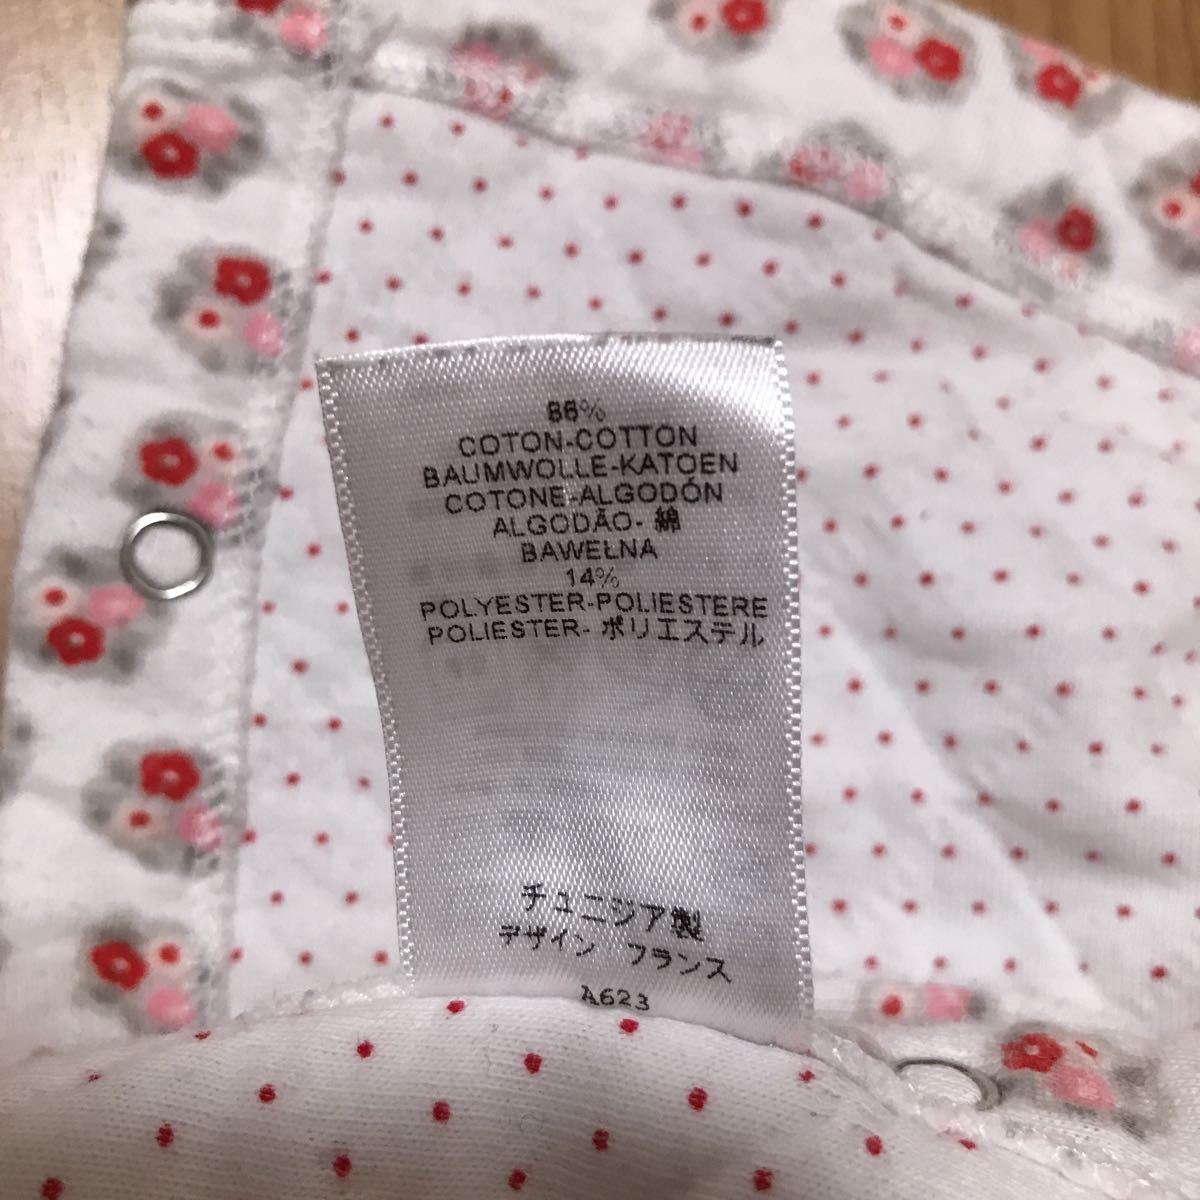 86%
COTON-COTTON
BAUMWOLLE-KATOEN
COTONE-ALGODÓN
ALGODÃO- 綿
BAWEŁNA
14%
POLYESTER-POLIESTERE
POLIESTER- ポリエステル
チュニジア製
デザイン フランス
A623